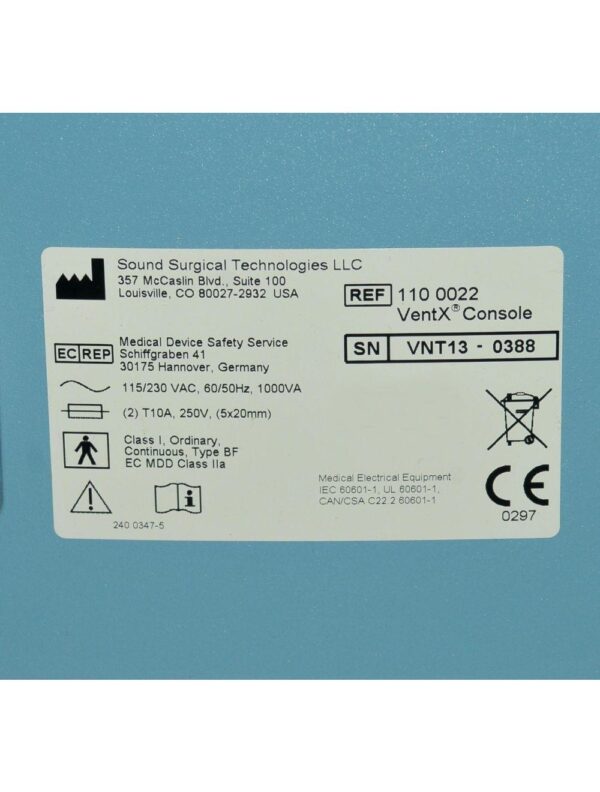 Sound Surgical Technologies LLC
357 McCaslin Blvd., Suite 100
Louisville, CO 80027-2932 USA
REF 110 0022
VentX® Console
EC REP Medical Device Safety Service
Schiffgraben 41
30175 Hannover, Germany
SN VNT13 - 0388
115/230 VAC, 60/50Hz, 1000VA
(2) T10A, 250V, (5x20mm)
Class I, Ordinary,
Continuous, Type BF
EC MDD Class IIa
Medical Electrical Equipment
IEC 60601-1, UL 60601-1,
CAN/CSA C22.2 60601-1
CE
0297
240 0347-5